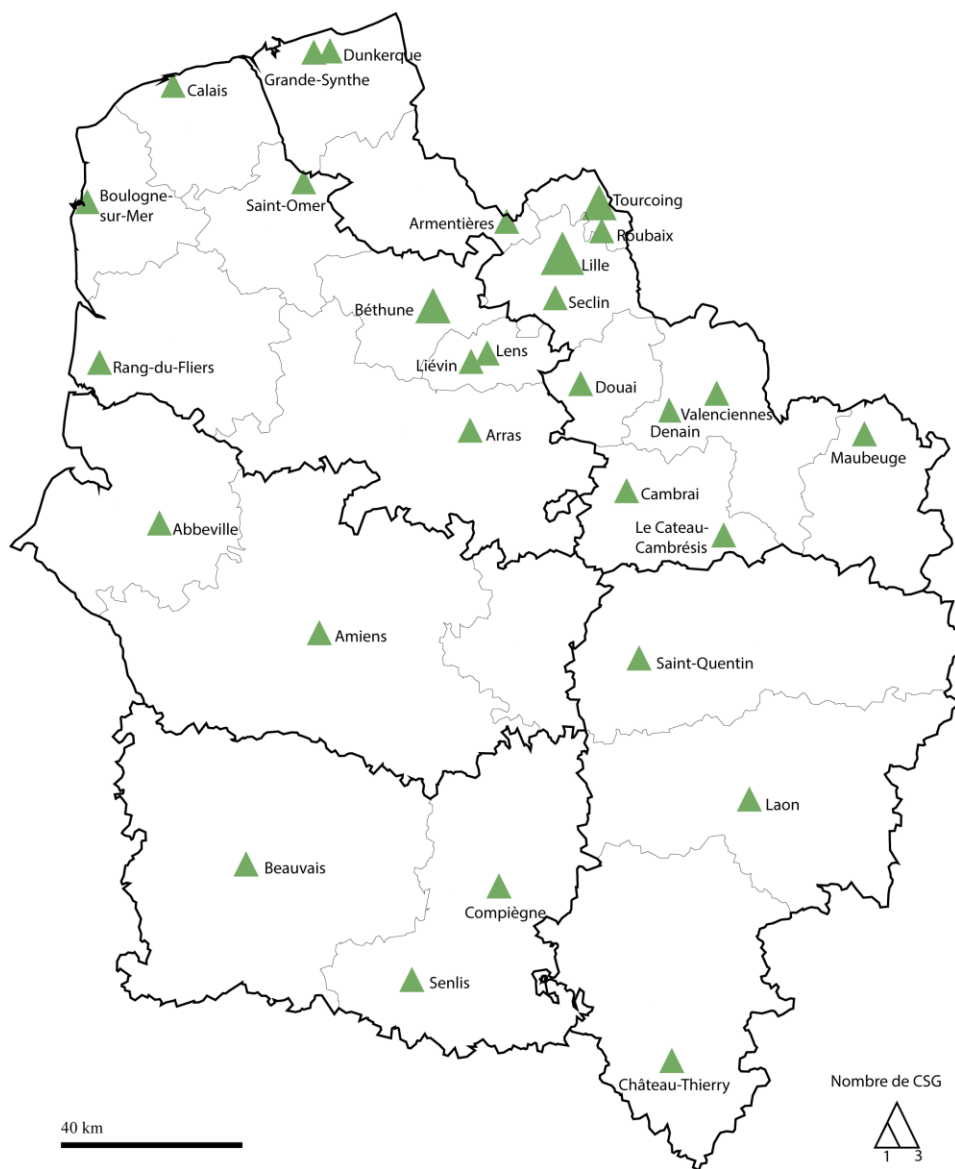 Dunkerque
Grande-Synthe
Calais
Boulogne-
sur-Mer
Saint-Omer
Armentières
Tourcoing
Roubaix
Lille
Seclin
Béthune
Lens
Liévin
Rang-du-Fliers
Douai
Valenciennes
Denain
Arras
Maubeuge
Cambrai
Le Cateau-
Cambrésis
Abbeville
Amiens
Saint-Quentin
Laon
Beauvais
Compiègne
Senlis
Château-Thierry
Nombre de CSG
1 3
40 km